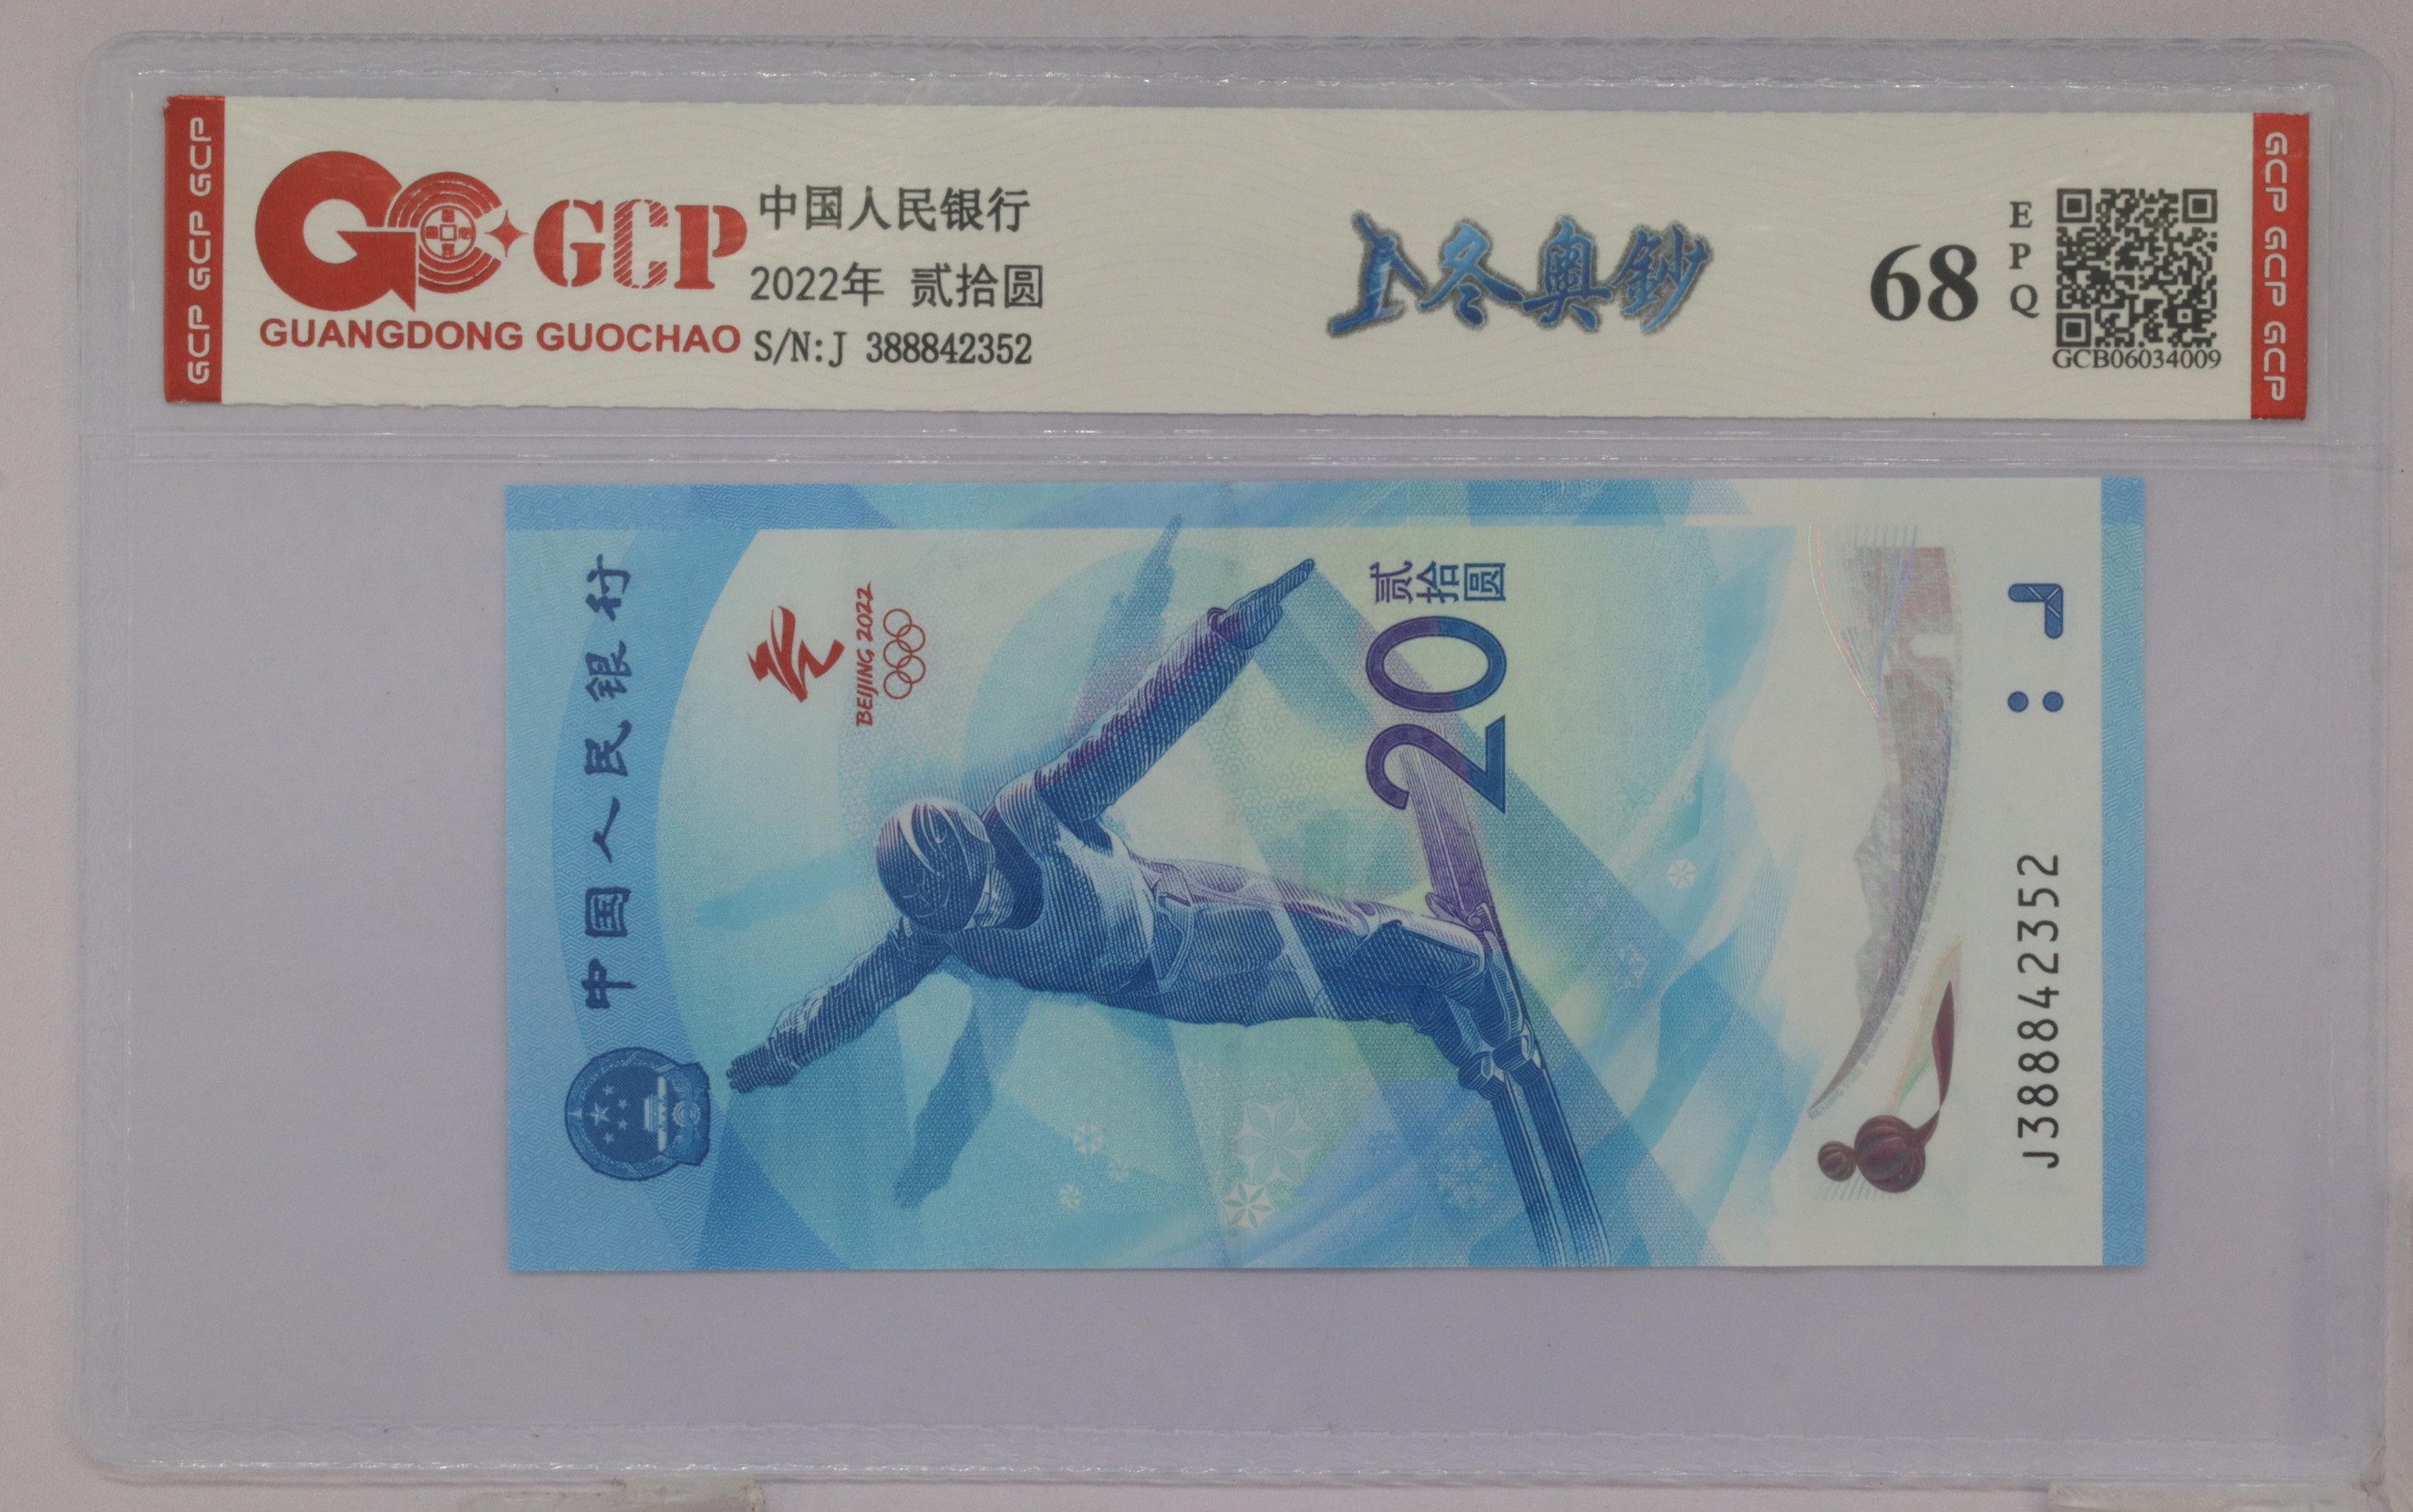 GCP GCP GCP
GCP
GUANGDONG GUOCHAO
中国人民银行
2022年 贰拾圆
S/N:J 388842352
冬奥鈔
68
EPQ
GCB06034009
GCP GCP GCP
中国人民银行
BEIJING 2022
贰拾圆
20
J388842352